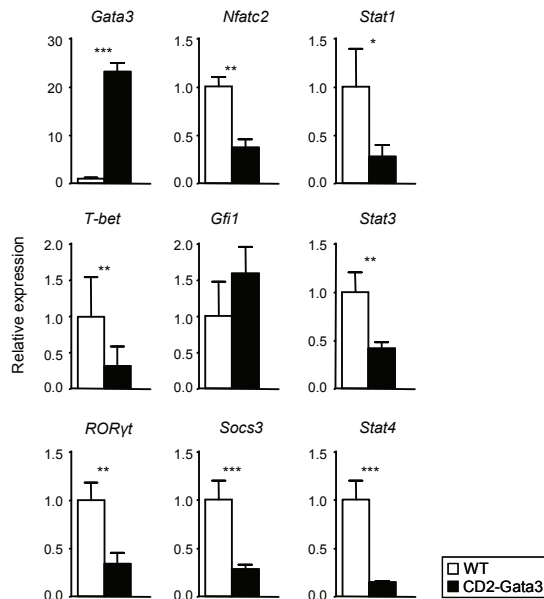 Gata3 Nfatc2 Stat1
*** ** *
30 1.5 1.5
20 1.0 1.0
10 0.5 0.5
0 0.0 0.0
T-bet Gfi1 Stat3
** **
2.0 2.0 1.5
1.5 1.5 1.0
1.0 1.0 0.5
0.5 0.5
0.0 0.0 0.0
Relative expression
RORγt Socs3 Stat4
** *** ***
1.5 1.5 1.5
1.0 1.0 1.0
0.5 0.5 0.5
0.0 0.0 0.0
WT
CD2-Gata3